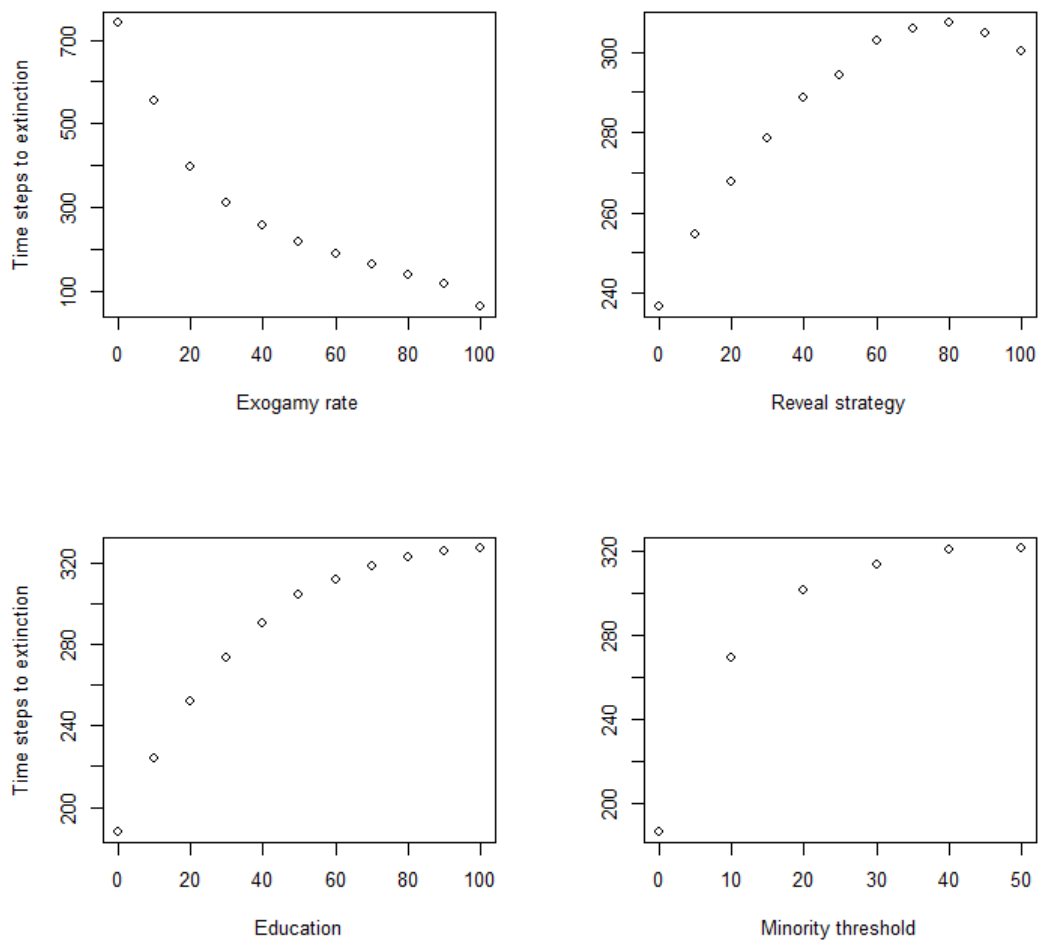 Time steps to extinction
700
500
300
100
0 20 40 60 80 100
Exogamy rate
300
280
260
240
0 20 40 60 80 100
Reveal strategy
Time steps to extinction
320
280
240
200
0 20 40 60 80 100
Education
320
280
240
200
0 10 20 30 40 50
Minority threshold